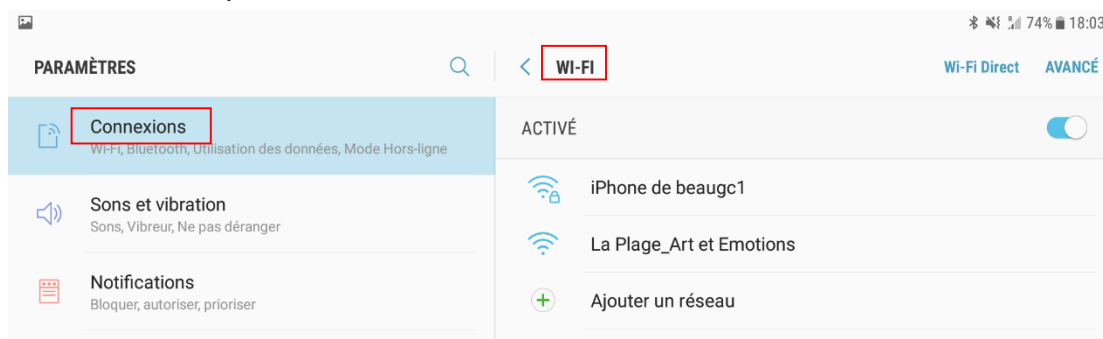 74% 18:03
PARAMÈTRES
Connexions
Wi-Fi, Bluetooth, Utilisation des données, Mode Hors-ligne
Sons et vibration
Sons, Vibreur, Ne pas déranger
Notifications
Bloquer, autoriser, prioriser
WI-FI
Wi-Fi Direct AVANCÉ
ACTIVÉ
iPhone de beaugc1
La Plage_Art et Emotions
Ajouter un réseau